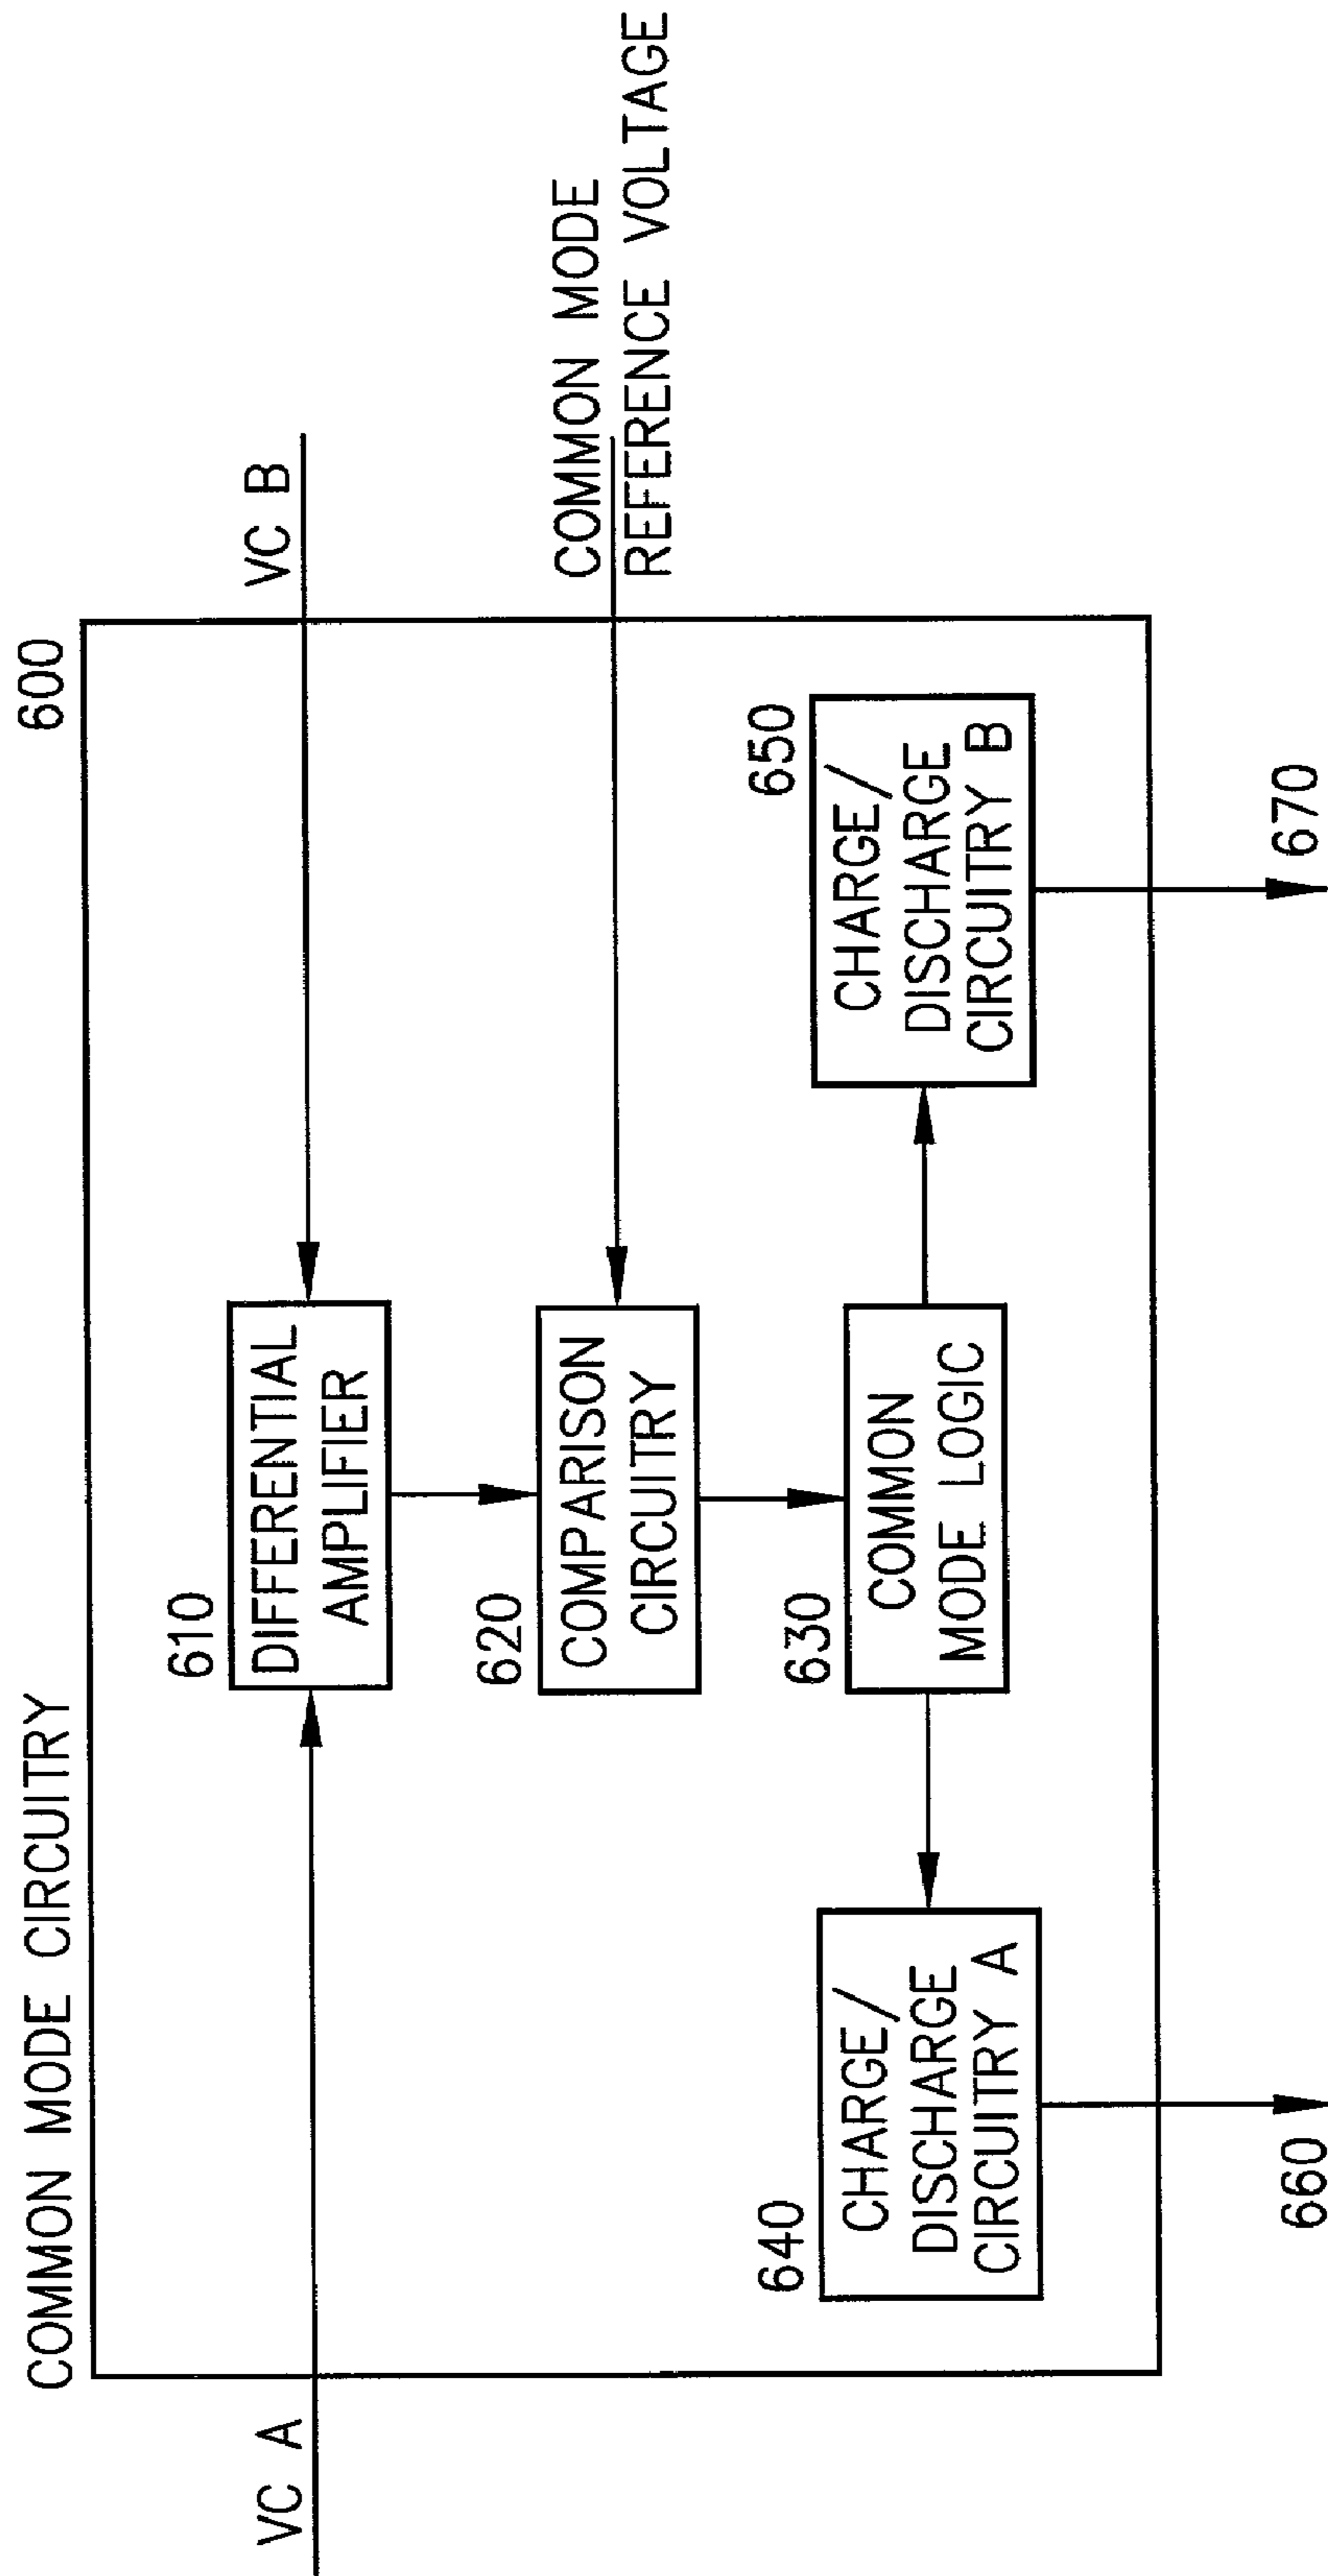 COMMON MODE CIRCUITRY
600
VC A
VC B
610
DIFFERENTIAL
AMPLIFIER
COMMON MODE
REFERENCE VOLTAGE
620
COMPARISON
CIRCUITRY
630
COMMON
MODE LOGIC
640
CHARGE/
DISCHARGE
CIRCUITRY A
650
CHARGE/
DISCHARGE
CIRCUITRY B
660
670